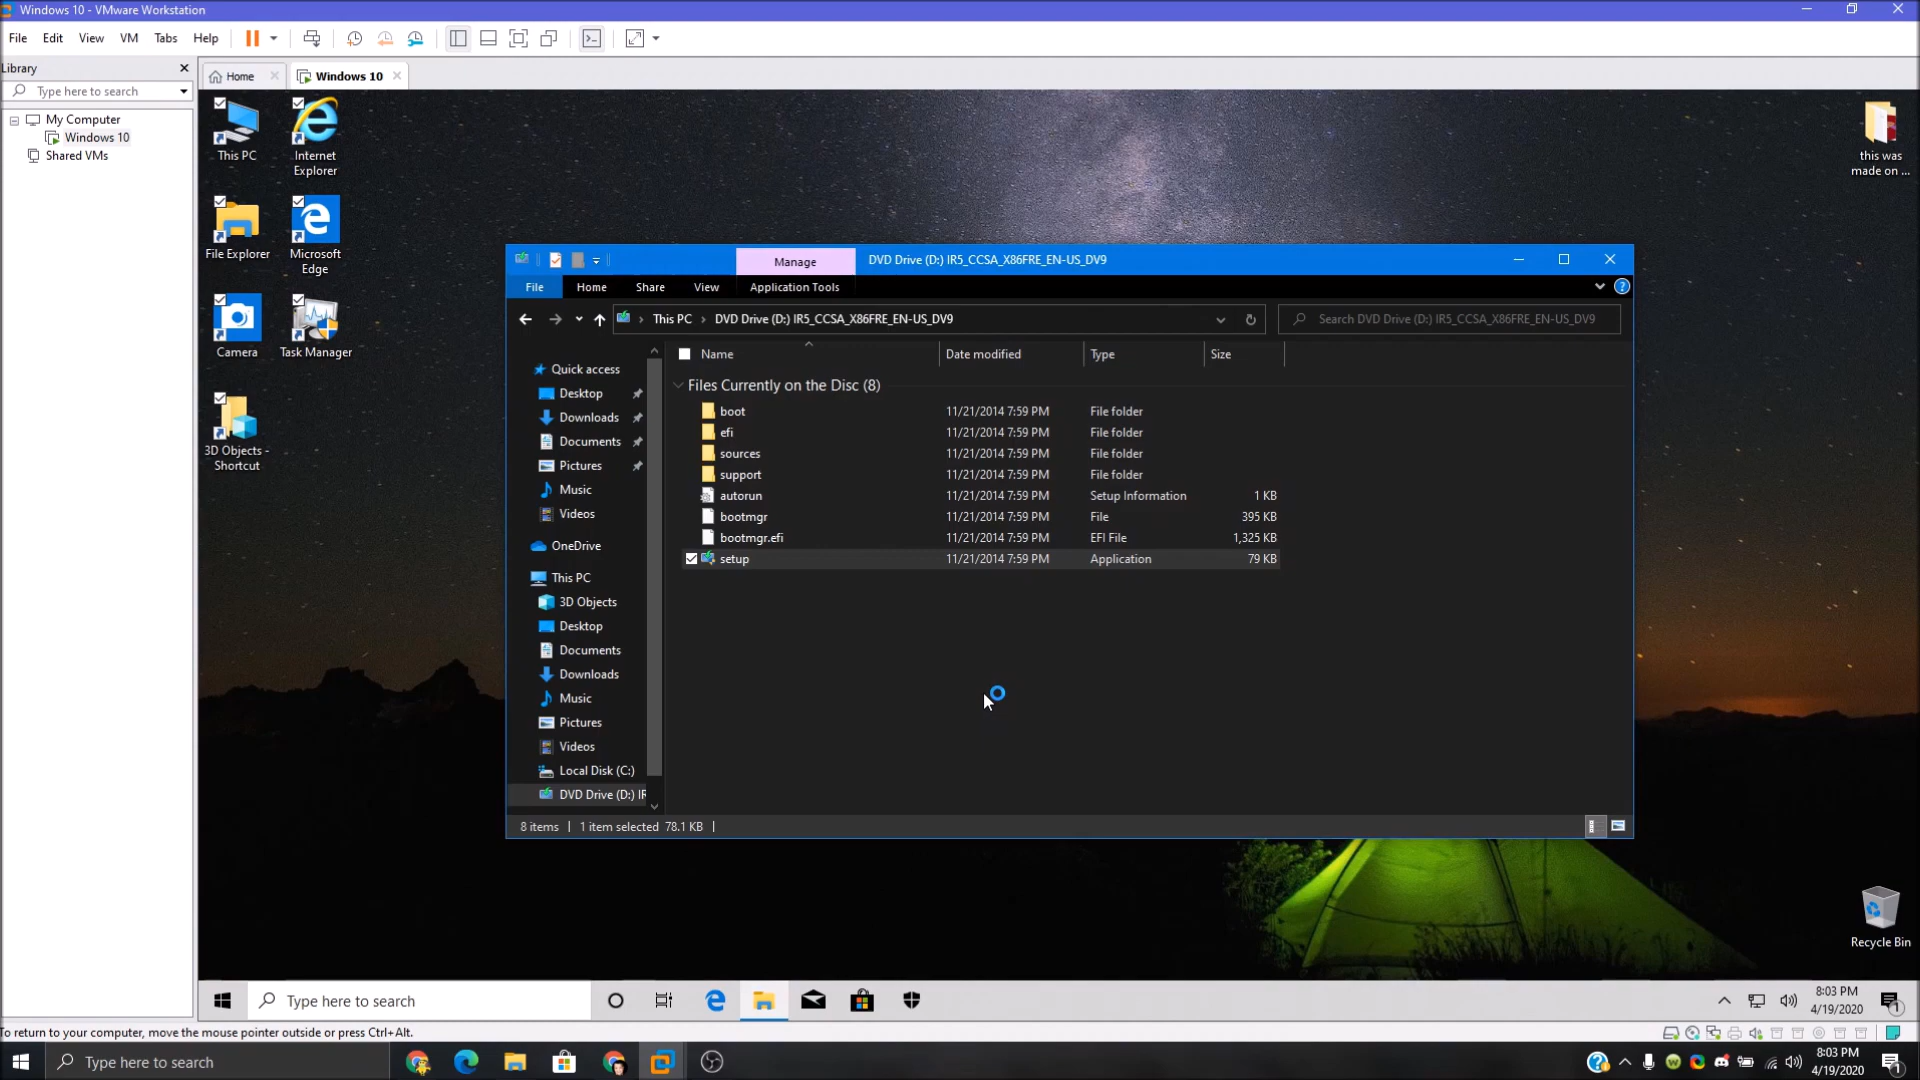 Windows 10 - VMware Workstation
File Edit View VM Tabs Help
Library
Type here to search
My Computer
Windows 10
Shared VMs
Home
Windows 10
This PC
Internet Explorer
File Explorer
Microsoft Edge
Camera
Task Manager
3D Objects - Shortcut
this was made on ...
Recycle Bin
Manage
DVD Drive (D:) IR5_CCSA_X86FRE_EN-US_DV9
File Home Share View Application Tools
This PC › DVD Drive (D:) IR5_CCSA_X86FRE_EN-US_DV9
Search DVD Drive (D:) IR5_CCSA_X86FRE_EN-US_DV9
Quick access
Desktop
Downloads
Documents
Pictures
Music
Videos
OneDrive
This PC
3D Objects
Desktop
Documents
Downloads
Music
Pictures
Videos
Local Disk (C:)
DVD Drive (D:) IR
Name Date modified Type Size
Files Currently on the Disc (8)
boot 11/21/2014 7:59 PM File folder
efi 11/21/2014 7:59 PM File folder
sources 11/21/2014 7:59 PM File folder
support 11/21/2014 7:59 PM File folder
autorun 11/21/2014 7:59 PM Setup Information 1 KB
bootmgr 11/21/2014 7:59 PM File 395 KB
bootmgr.efi 11/21/2014 7:59 PM EFI File 1,325 KB
setup 11/21/2014 7:59 PM Application 79 KB
8 items 1 item selected 78.1 KB
Type here to search
8:03 PM
4/19/2020
To return to your computer, move the mouse pointer outside or press Ctrl+Alt.
Type here to search
8:03 PM
4/19/2020